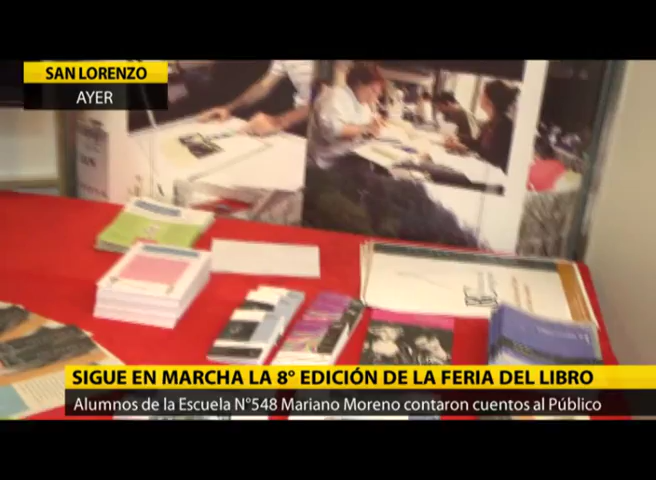 SAN LORENZO
AYER
SIGUE EN MARCHA LA 8° EDICIÓN DE LA FERIA DEL LIBRO
Alumnos de la Escuela N°548 Mariano Moreno contaron cuentos al Público